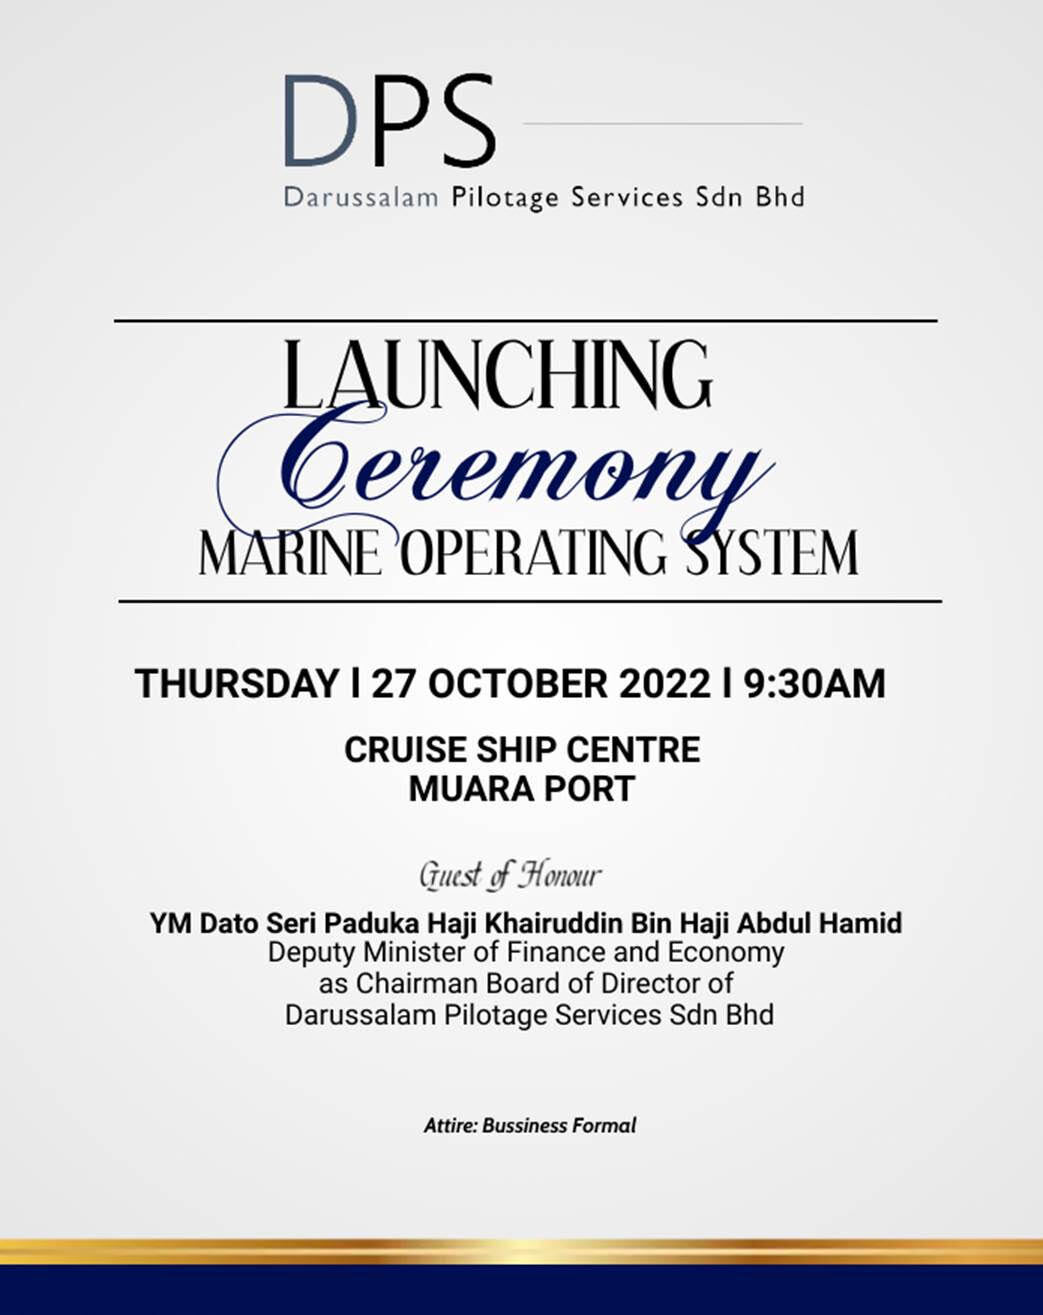 DPS
Darussalam Pilotage Services Sdn Bhd
LAUNCHING
Ceremony
MARINE OPERATING SYSTEM
THURSDAY l 27 OCTOBER 2022 l 9:30AM
CRUISE SHIP CENTRE
MUARA PORT
Guest of Honour
YM Dato Seri Paduka Haji Khairuddin Bin Haji Abdul Hamid
Deputy Minister of Finance and Economy
as Chairman Board of Director of
Darussalam Pilotage Services Sdn Bhd
Attire: Bussiness Formal